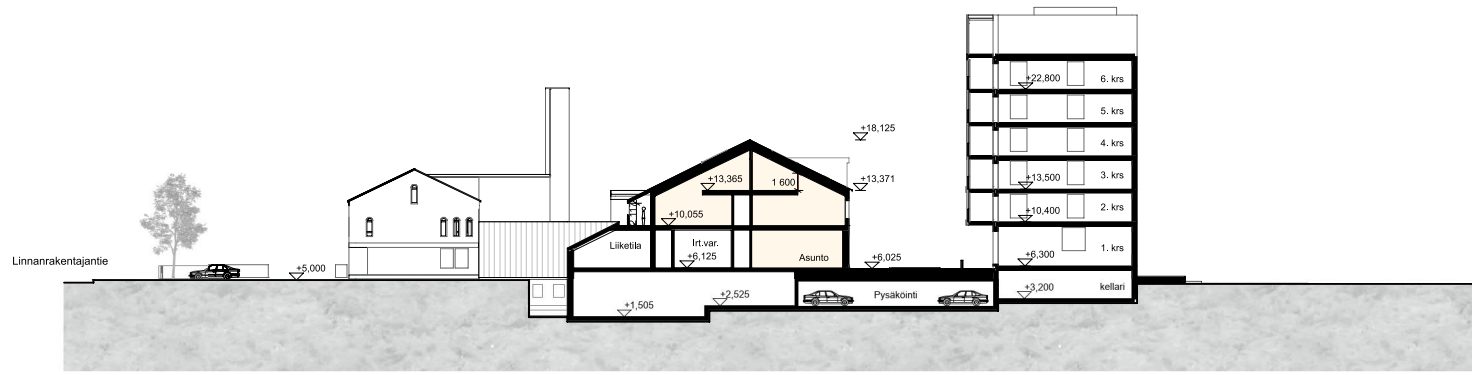 +22,800
6. krs
5. krs
+18,125
4. krs
+13,365
1 600
+13,371
+13,500
3. krs
+10,055
+10,400
2. krs
Liiketila
Irt.var.
+6,125
Asunto
+6,025
+6,300
1. krs
Linnanrakentajantie
+5,000
+1,505
+2,525
Pysäköinti
+3,200
kellari